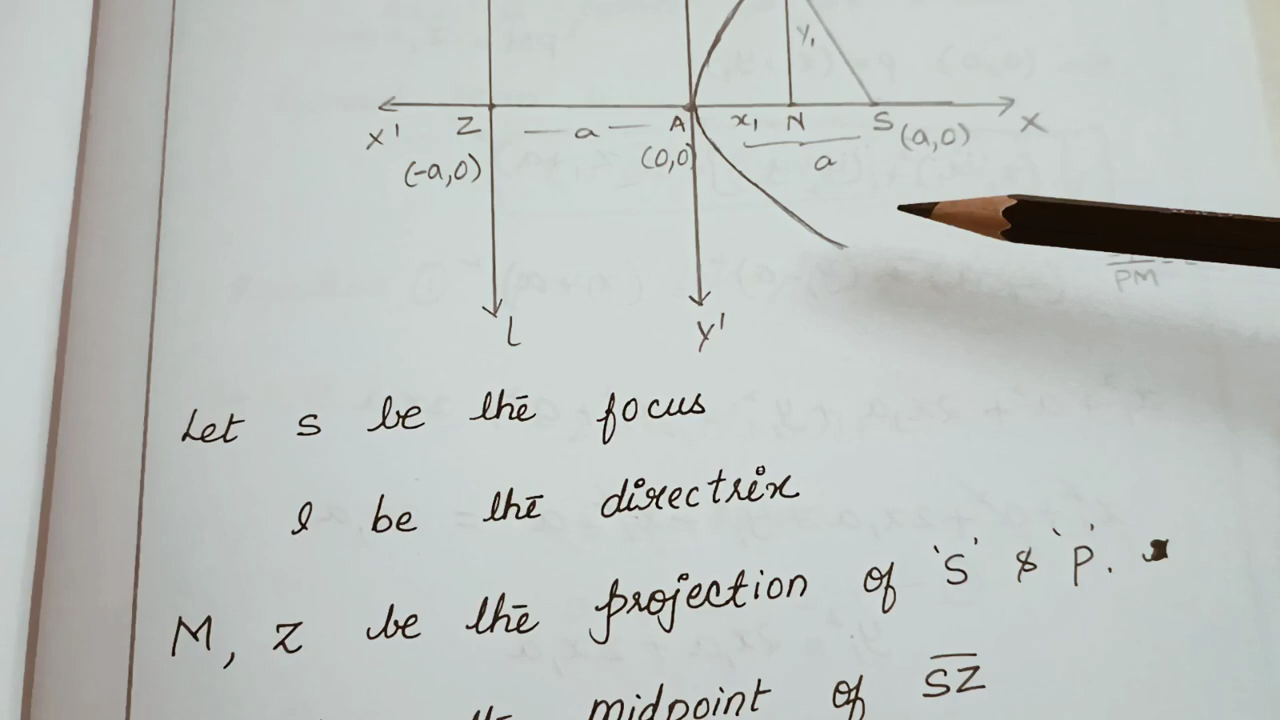 y₁
X' Z — a — A x₁ N S (a,0) X
(-a,0) (0,0) a
PM
l Y'
Let s be the focus
l be the directrix
M, Z be the projection of 'S' & 'P'.
midpoint of SZ